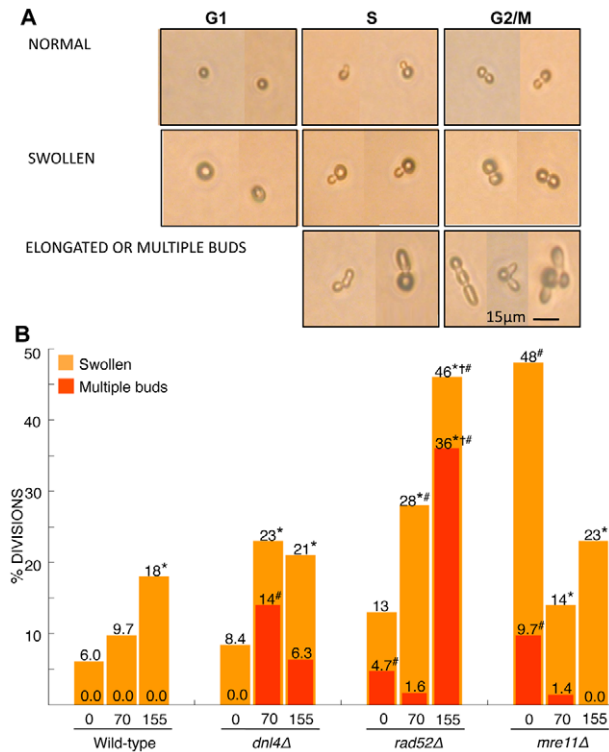 A
G1 S G2/M
NORMAL
SWOLLEN
ELONGATED OR MULTIPLE BUDS
15µm
B
50
Swollen
Multiple buds
40
30
20
10
% DIVISIONS
6.0 9.7 18* 8.4 23* 21* 13 28*# 46*†# 48# 14* 23*
0.0 0.0 0.0 0.0 14# 6.3 4.7# 1.6 36*†# 9.7# 1.4 0.0
0 70 155 0 70 155 0 70 155 0 70 155
Wild-type dnl4Δ rad52Δ mre11Δ